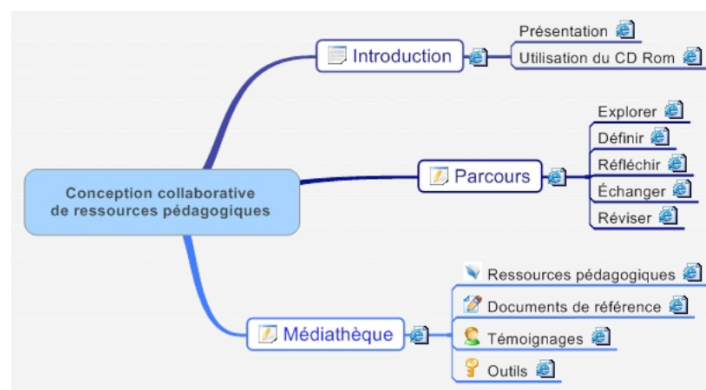 Conception collaborative
de ressources pédagogiques
Introduction
Présentation
Utilisation du CD Rom
Parcours
Explorer
Définir
Réfléchir
Échanger
Réviser
Médiathèque
Ressources pédagogiques
Documents de référence
Témoignages
Outils